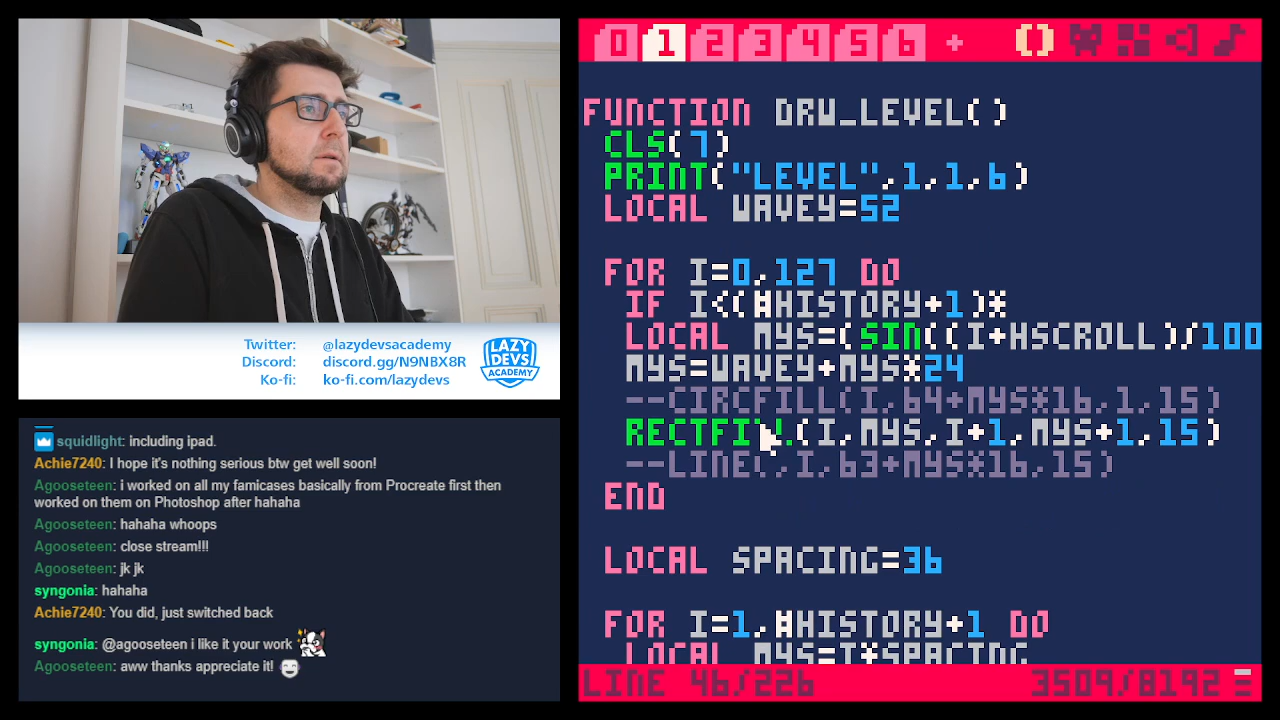 Twitter: @lazydevsacademy
Discord: discord.gg/N9NBX8R
Ko-fi: ko-fi.com/lazydevs
LAZY
DEVS
ACADEMY
squidlight: including ipad.
Achie7240: I hope it's nothing serious btw get well soon!
Agooseteen: i worked on all my famicases basically from Procreate first then
worked on them on Photoshop after hahaha
Agooseteen: hahaha whoops
Agooseteen: close stream!!!
Agooseteen: jk jk
syngonia: hahaha
Achie7240: You did, just switched back
syngonia: @agooseteen i like it your work
Agooseteen: aww thanks appreciate it!
0 1 2 3 4 5 6 + ()
FUNCTION DRW_LEVEL()
CLS(7)
PRINT("LEVEL",1,1,6)
LOCAL WAVEY=52
FOR I=0,127 DO
IF I<(#HISTORY+1)*
LOCAL MYS=(SIN((I+HSCROLL)/100
MYS=WAVEY+MYS*24
--CIRCFILL(I,64+MYS*16,1,15)
RECTFILL(I,MYS,I+1,MYS+1,15)
--LINE(,I,63+MYS*16,15)
END
LOCAL SPACING=36
FOR I=1,#HISTORY+1 DO
LOCAL MYS=I*SPACING
LINE 46/226 3509/8192